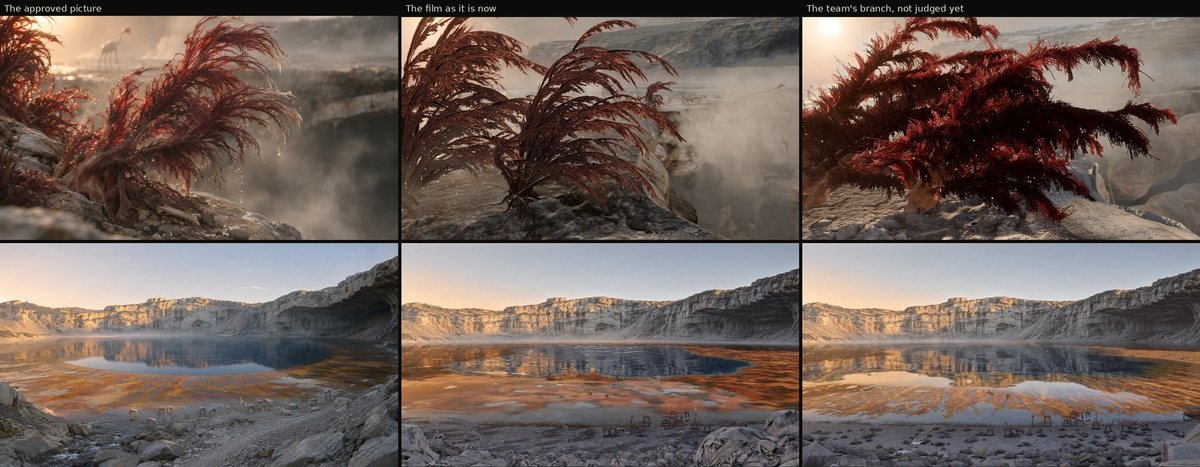 The approved picture
The film as it is now
The team's branch, not judged yet